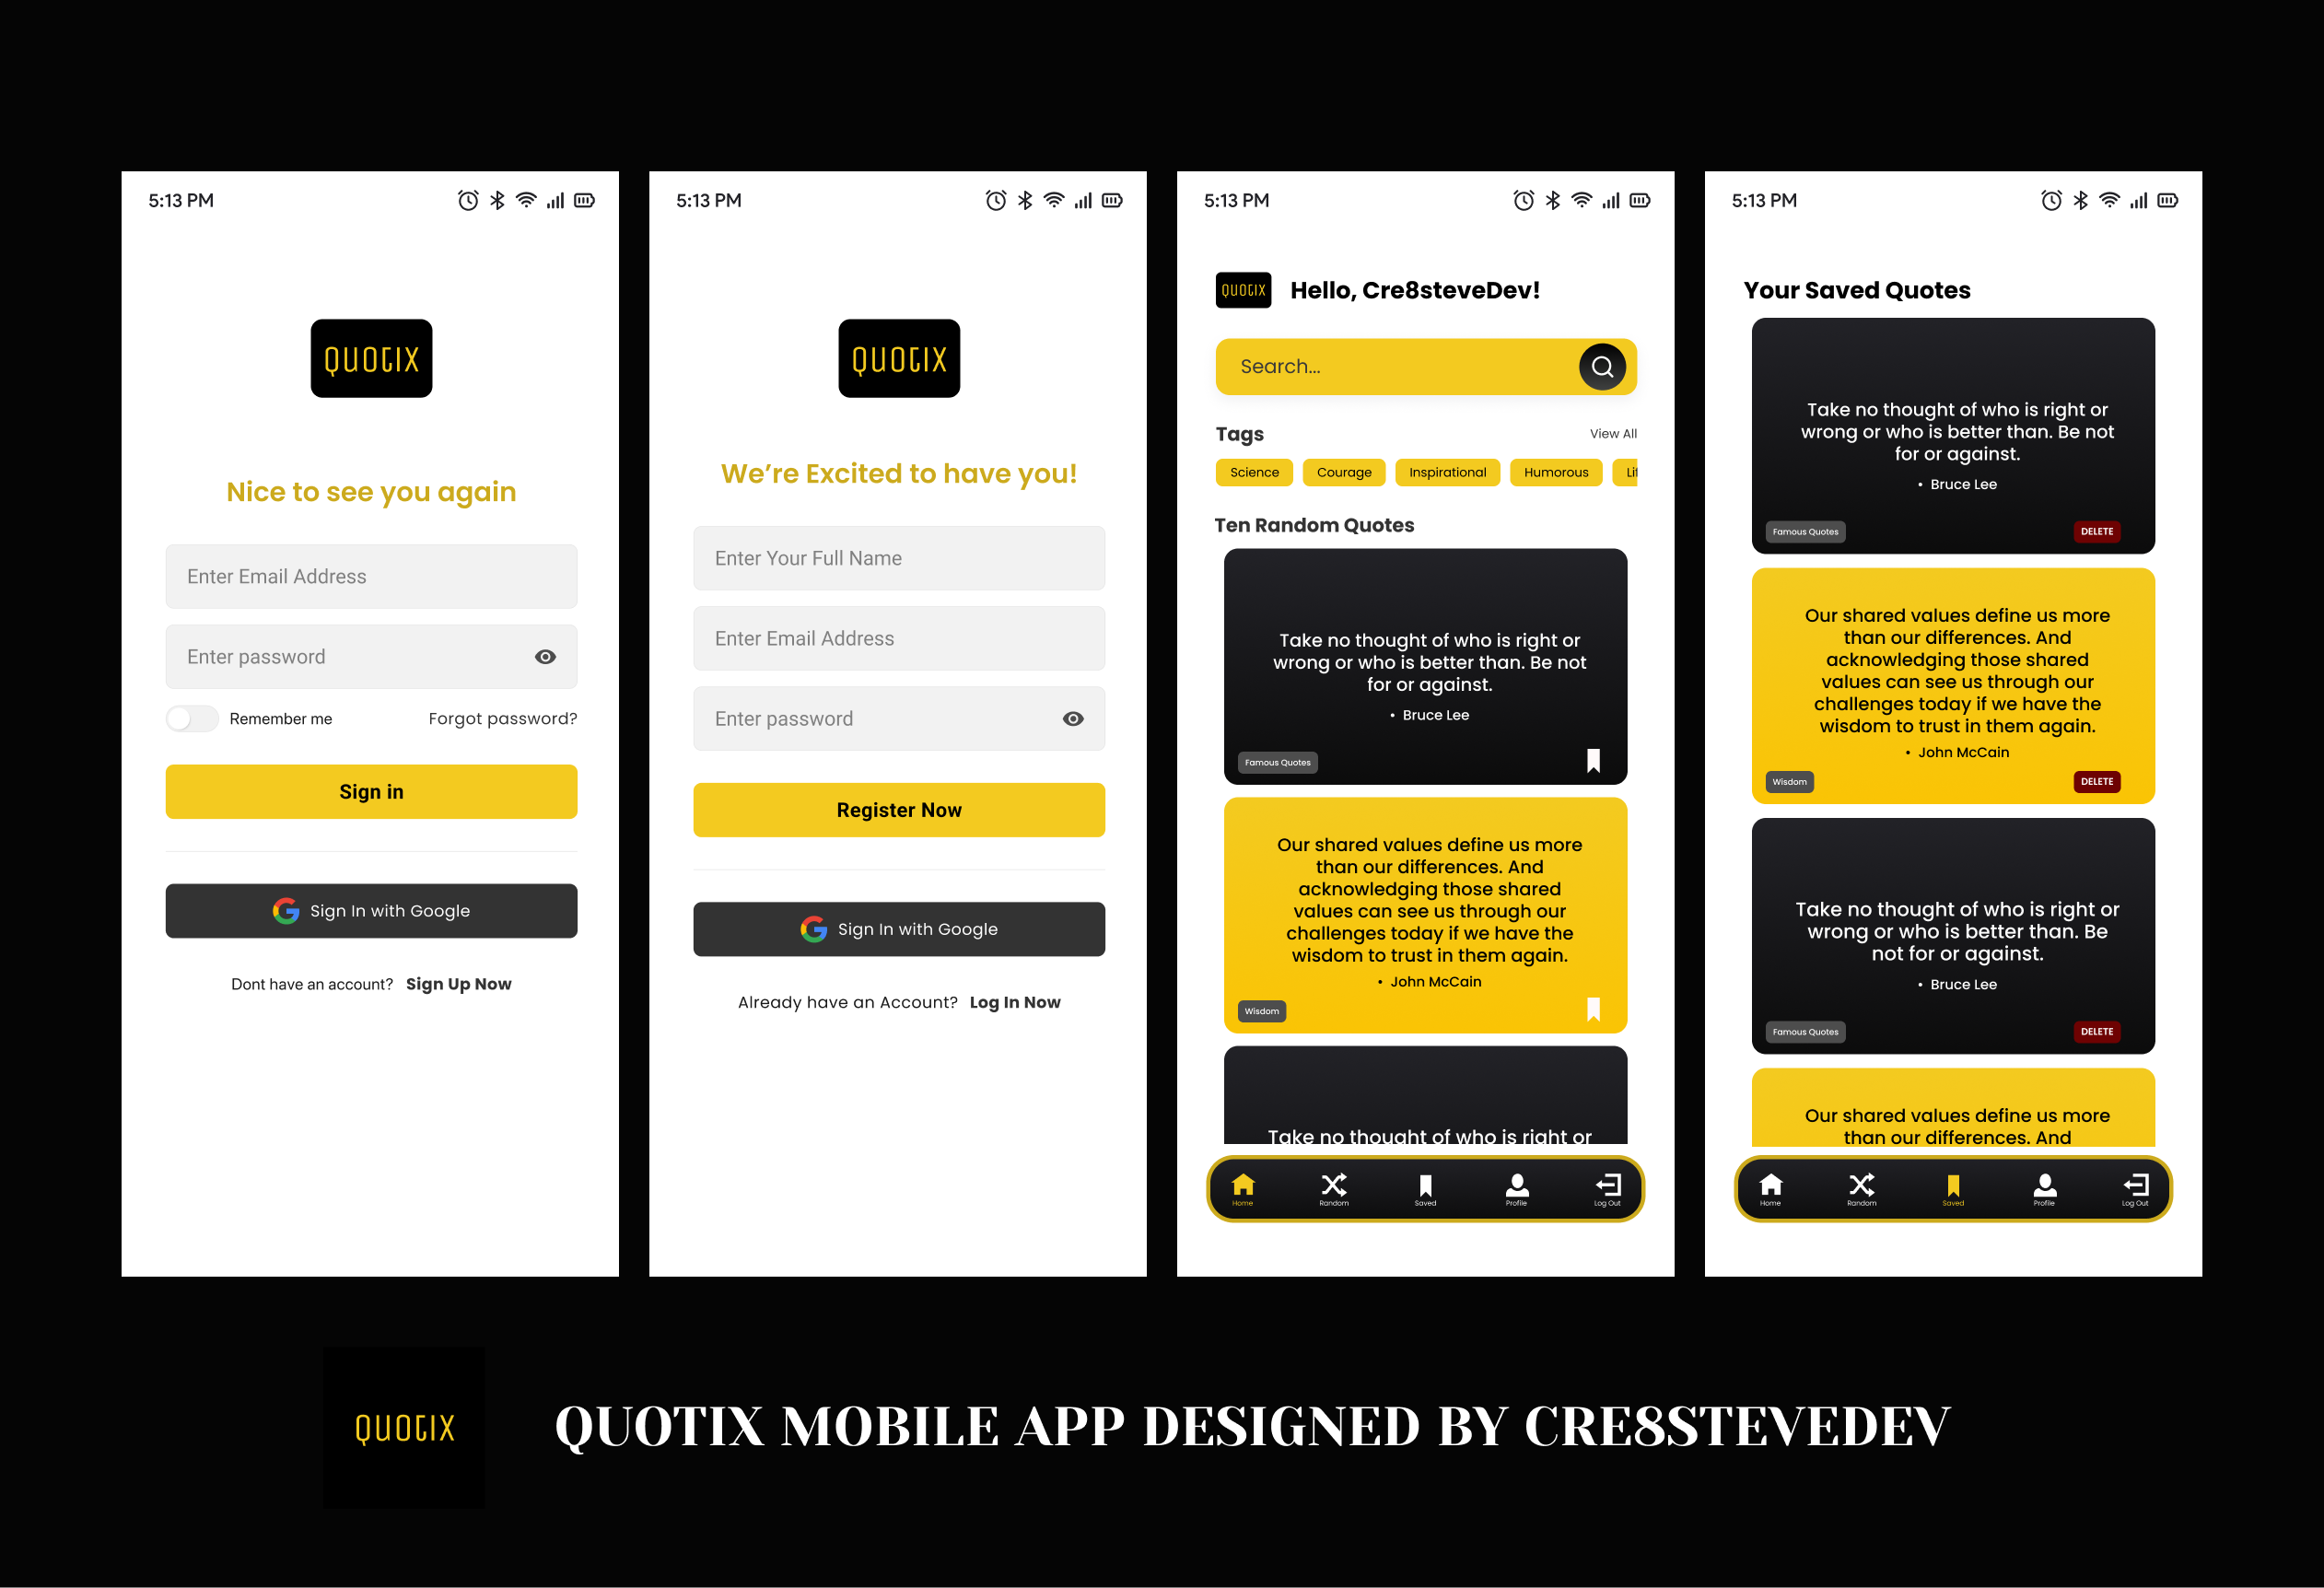 5:13 PM
QUOTIX
Nice to see you again
Enter Email Address
Enter password
Remember me
Forgot password?
Sign in
Sign In with Google
Dont have an account? Sign Up Now
5:13 PM
QUOTIX
We’re Excited to have you!
Enter Your Full Name
Enter Email Address
Enter password
Register Now
Sign In with Google
Already have an Account? Log In Now
5:13 PM
QUOTIX
Hello, Cre8steveDev!
Search...
Tags
View All
Science
Courage
Inspirational
Humorous
Lif
Ten Random Quotes
Take no thought of who is right or
wrong or who is better than. Be not
for or against.
• Bruce Lee
Famous Quotes
Our shared values define us more
than our differences. And
acknowledging those shared
values can see us through our
challenges today if we have the
wisdom to trust in them again.
• John McCain
Wisdom
Take no thought of who is right or
Home
Random
Saved
Profile
Log Out
5:13 PM
Your Saved Quotes
Take no thought of who is right or
wrong or who is better than. Be not
for or against.
• Bruce Lee
Famous Quotes
DELETE
Our shared values define us more
than our differences. And
acknowledging those shared
values can see us through our
challenges today if we have the
wisdom to trust in them again.
• John McCain
Wisdom
DELETE
Take no thought of who is right or
wrong or who is better than. Be
not for or against.
• Bruce Lee
Famous Quotes
DELETE
Our shared values define us more
than our differences. And
Home
Random
Saved
Profile
Log Out
QUOTIX
QUOTIX MOBILE APP DESIGNED BY CRE8STEVEDEV